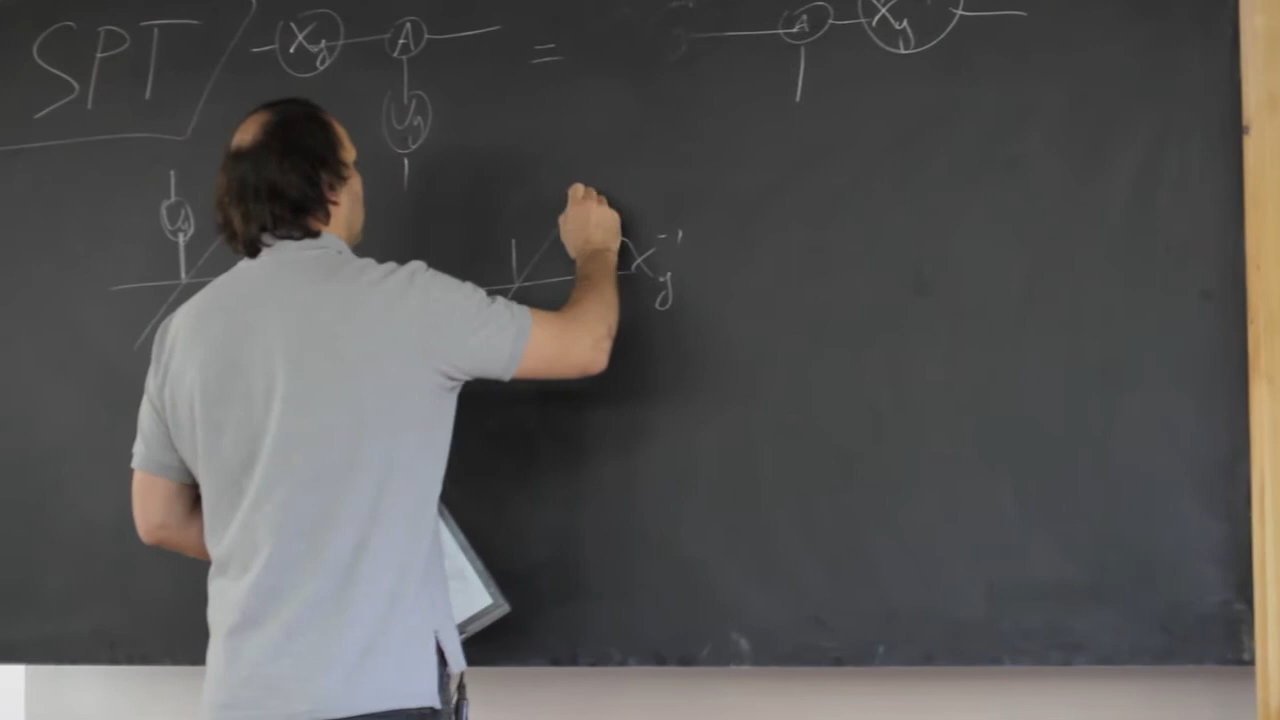 SPT
X_g A = A X_g
U_g
U_g X_g^{-1}